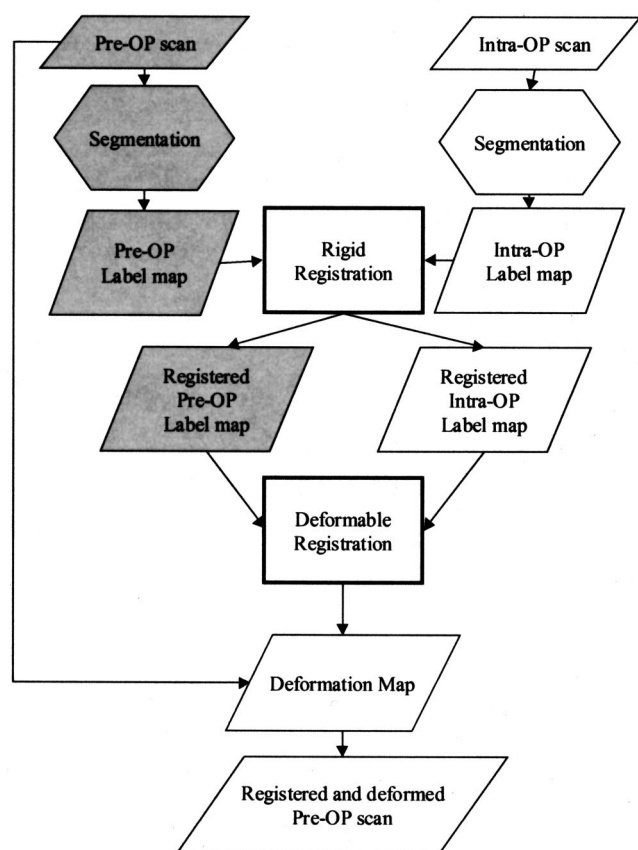 Pre-OP scan
Intra-OP scan
Segmentation
Segmentation
Pre-OP
Label map
Rigid
Registration
Intra-OP
Label map
Registered
Pre-OP
Label map
Registered
Intra-OP
Label map
Deformable
Registration
Deformation Map
Registered and deformed
Pre-OP scan